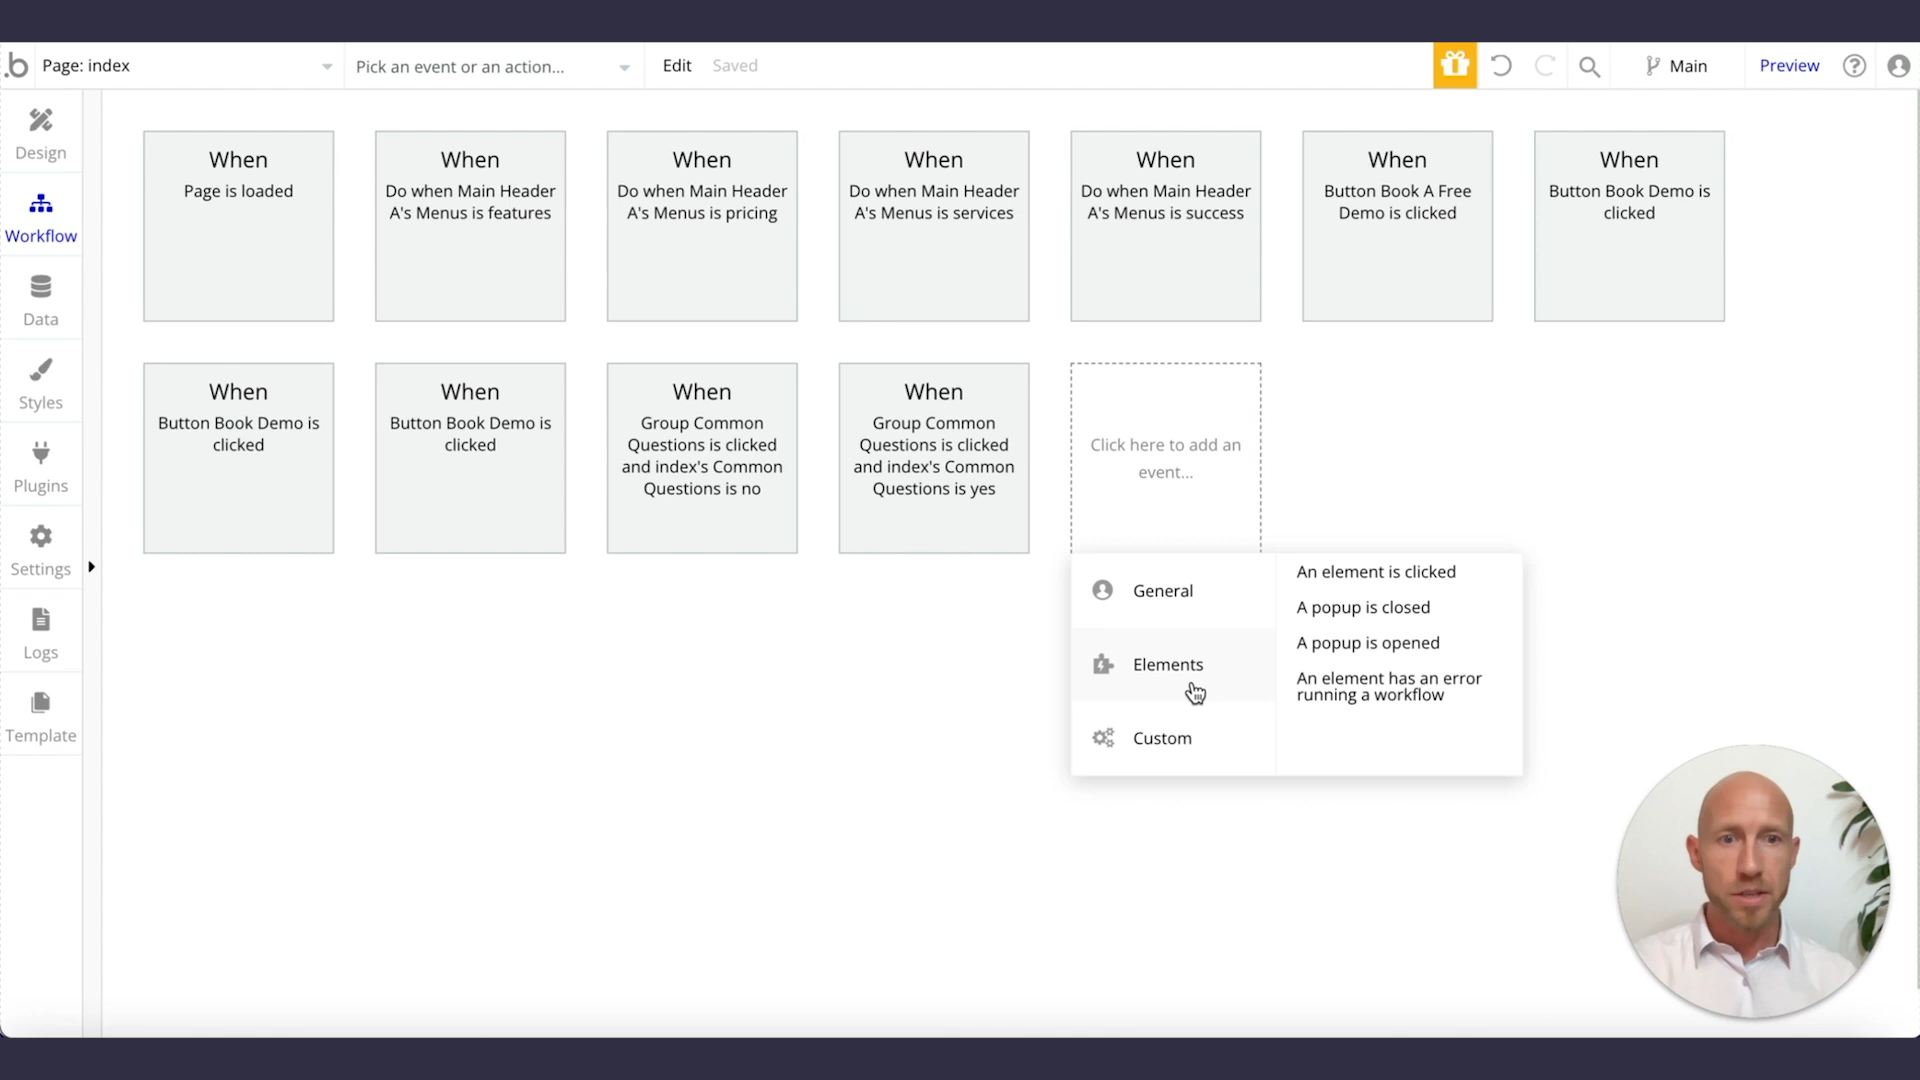 .b
Page: index
Pick an event or an action...
Edit
Saved
Main
Preview
?
Design
Workflow
Data
Styles
Plugins
Settings
Logs
Template
When
Page is loaded
When
Do when Main Header
A's Menus is features
When
Do when Main Header
A's Menus is pricing
When
Do when Main Header
A's Menus is services
When
Do when Main Header
A's Menus is success
When
Button Book A Free
Demo is clicked
When
Button Book Demo is
clicked
When
Button Book Demo is
clicked
When
Button Book Demo is
clicked
When
Group Common
Questions is clicked
and index's Common
Questions is no
When
Group Common
Questions is clicked
and index's Common
Questions is yes
Click here to add an
event...
General
Elements
Custom
An element is clicked
A popup is closed
A popup is opened
An element has an error
running a workflow